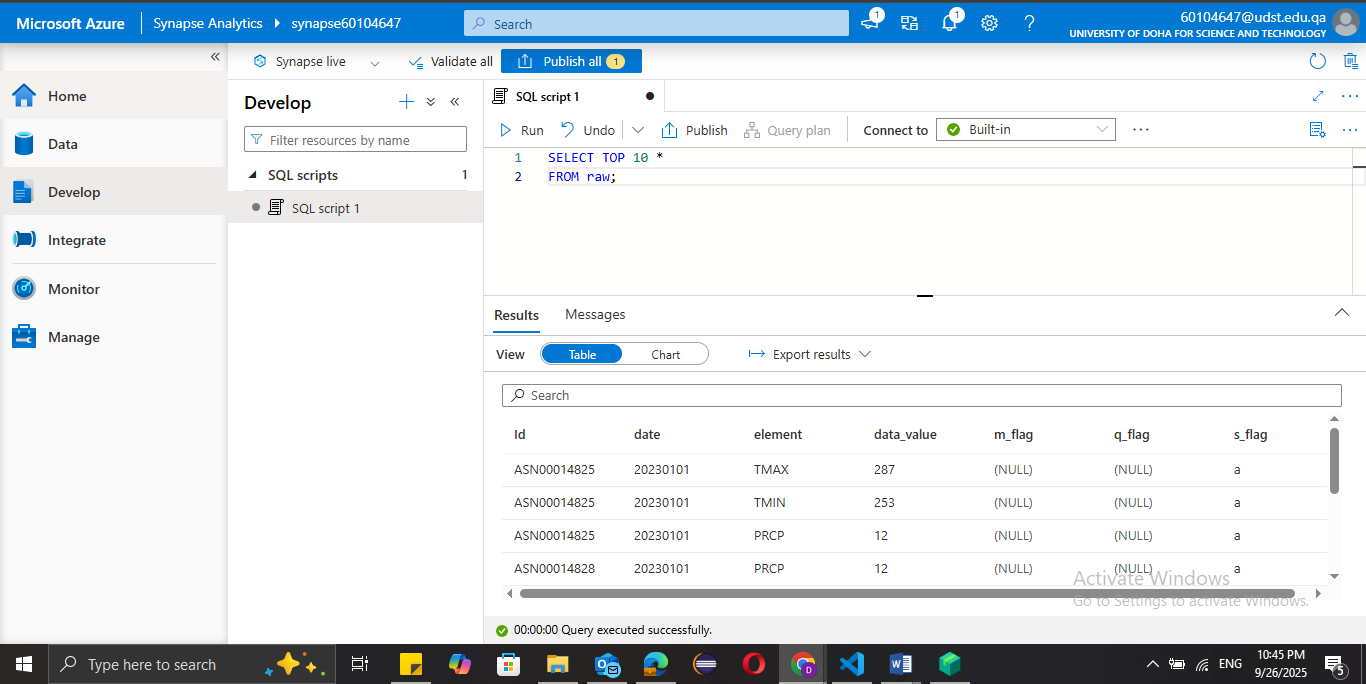 Microsoft Azure Synapse Analytics synapse60104647 Search 1 1 60104647@udst.edu.qa
UNIVERSITY OF DOHA FOR SCIENCE AND TECHNOLOGY
Home
Data
Develop
Integrate
Monitor
Manage
Synapse live Validate all Publish all 1
Develop
Filter resources by name
SQL scripts 1
SQL script 1
SQL script 1
Run Undo Publish Query plan Connect to Built-in
1 SELECT TOP 10 *
2 FROM raw;
Results Messages
View Table Chart Export results
Search
Id date element data_value m_flag q_flag s_flag
ASN00014825 20230101 TMAX 287 (NULL) (NULL) a
ASN00014825 20230101 TMIN 253 (NULL) (NULL) a
ASN00014825 20230101 PRCP 12 (NULL) (NULL) a
ASN00014828 20230101 PRCP 12 (NULL) (NULL) a
Activate Windows
Go to Settings to activate Windows.
00:00:00 Query executed successfully.
Type here to search ENG 10:45 PM
9/26/2025 5